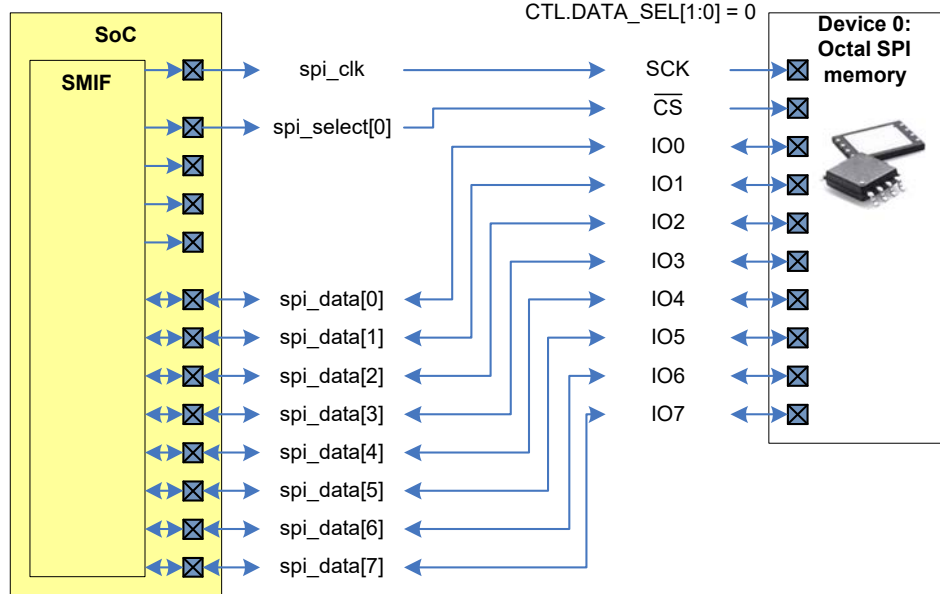 CTL.DATA_SEL[1:0] = 0
SoC
SMIF
Device 0:
Octal SPI
memory
spi_clk
SCK
spi_select[0]
CS
IO0
IO1
IO2
IO3
IO4
IO5
IO6
IO7
spi_data[0]
spi_data[1]
spi_data[2]
spi_data[3]
spi_data[4]
spi_data[5]
spi_data[6]
spi_data[7]